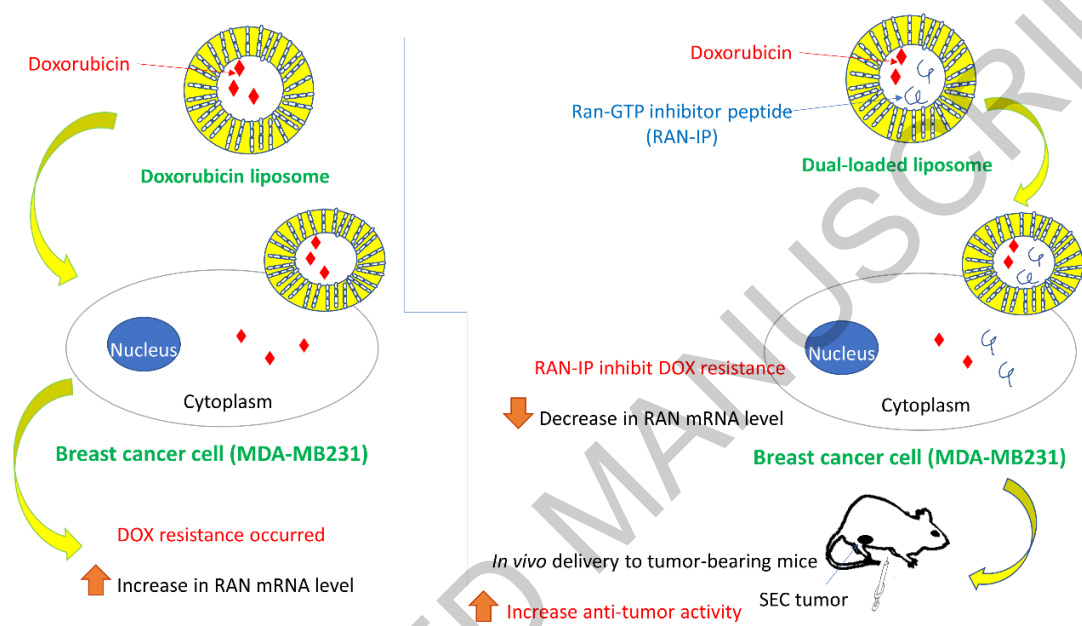 Doxorubicin
Doxorubicin liposome
Nucleus
Cytoplasm
Breast cancer cell (MDA-MB231)
DOX resistance occurred
Increase in RAN mRNA level
Doxorubicin
Ran-GTP inhibitor peptide
(RAN-IP)
Dual-loaded liposome
RAN-IP inhibit DOX resistance
Decrease in RAN mRNA level
Nucleus
Cytoplasm
Breast cancer cell (MDA-MB231)
In vivo delivery to tumor-bearing mice
SEC tumor
Increase anti-tumor activity
ED MANUSCRI